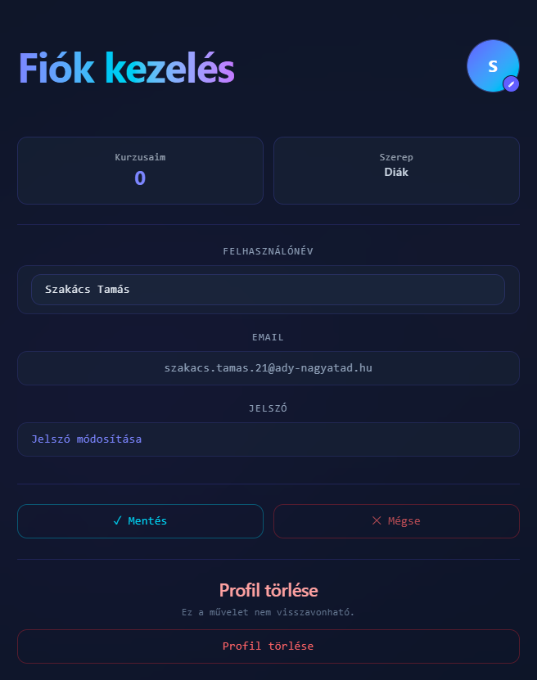 Fiók kezelés
S
Kurzusaim
0
Szerep
Diák
FELHASZNÁLÓNÉV
Szakács Tamás
EMAIL
szakacs.tamas.21@ady-nagyatad.hu
JELSZÓ
Jelszó módosítása
✓ Mentés
✕ Mégse
Profil törlése
Ez a művelet nem visszavonható.
Profil törlése